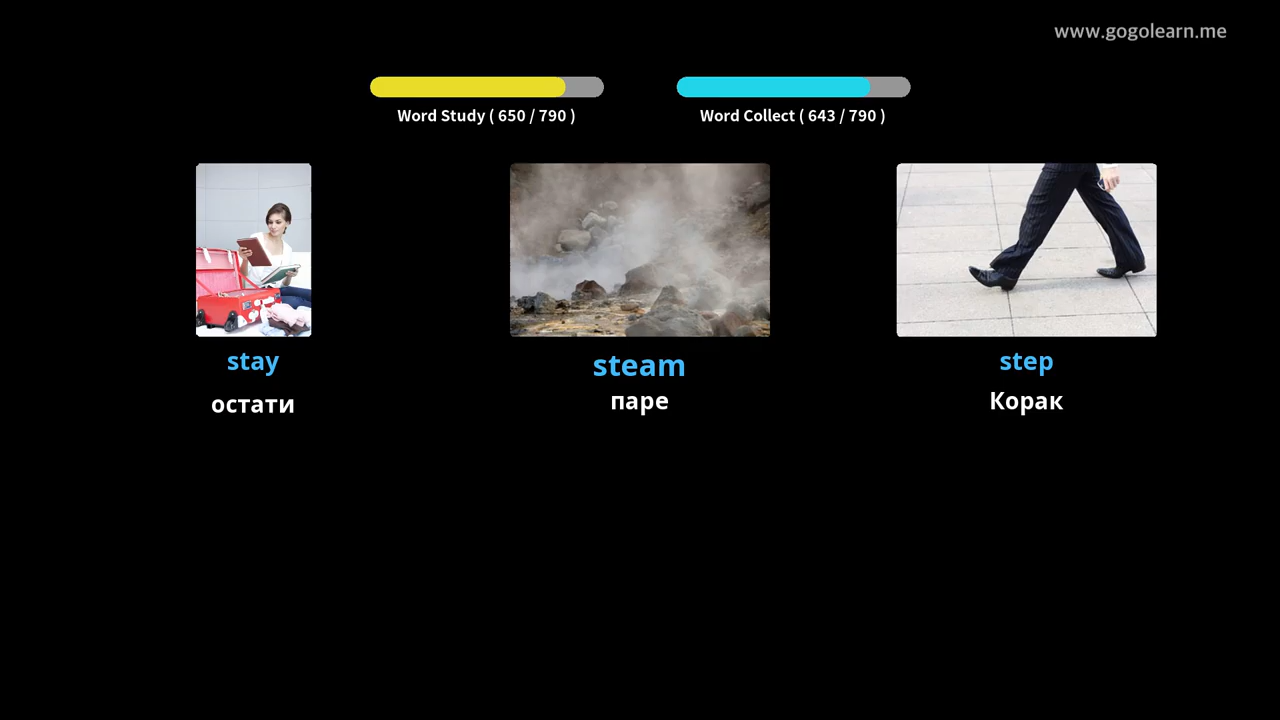 www.gogolearn.me
Word Study ( 650 / 790 )
Word Collect ( 643 / 790 )
stay
steam
step
остати
паре
Корак